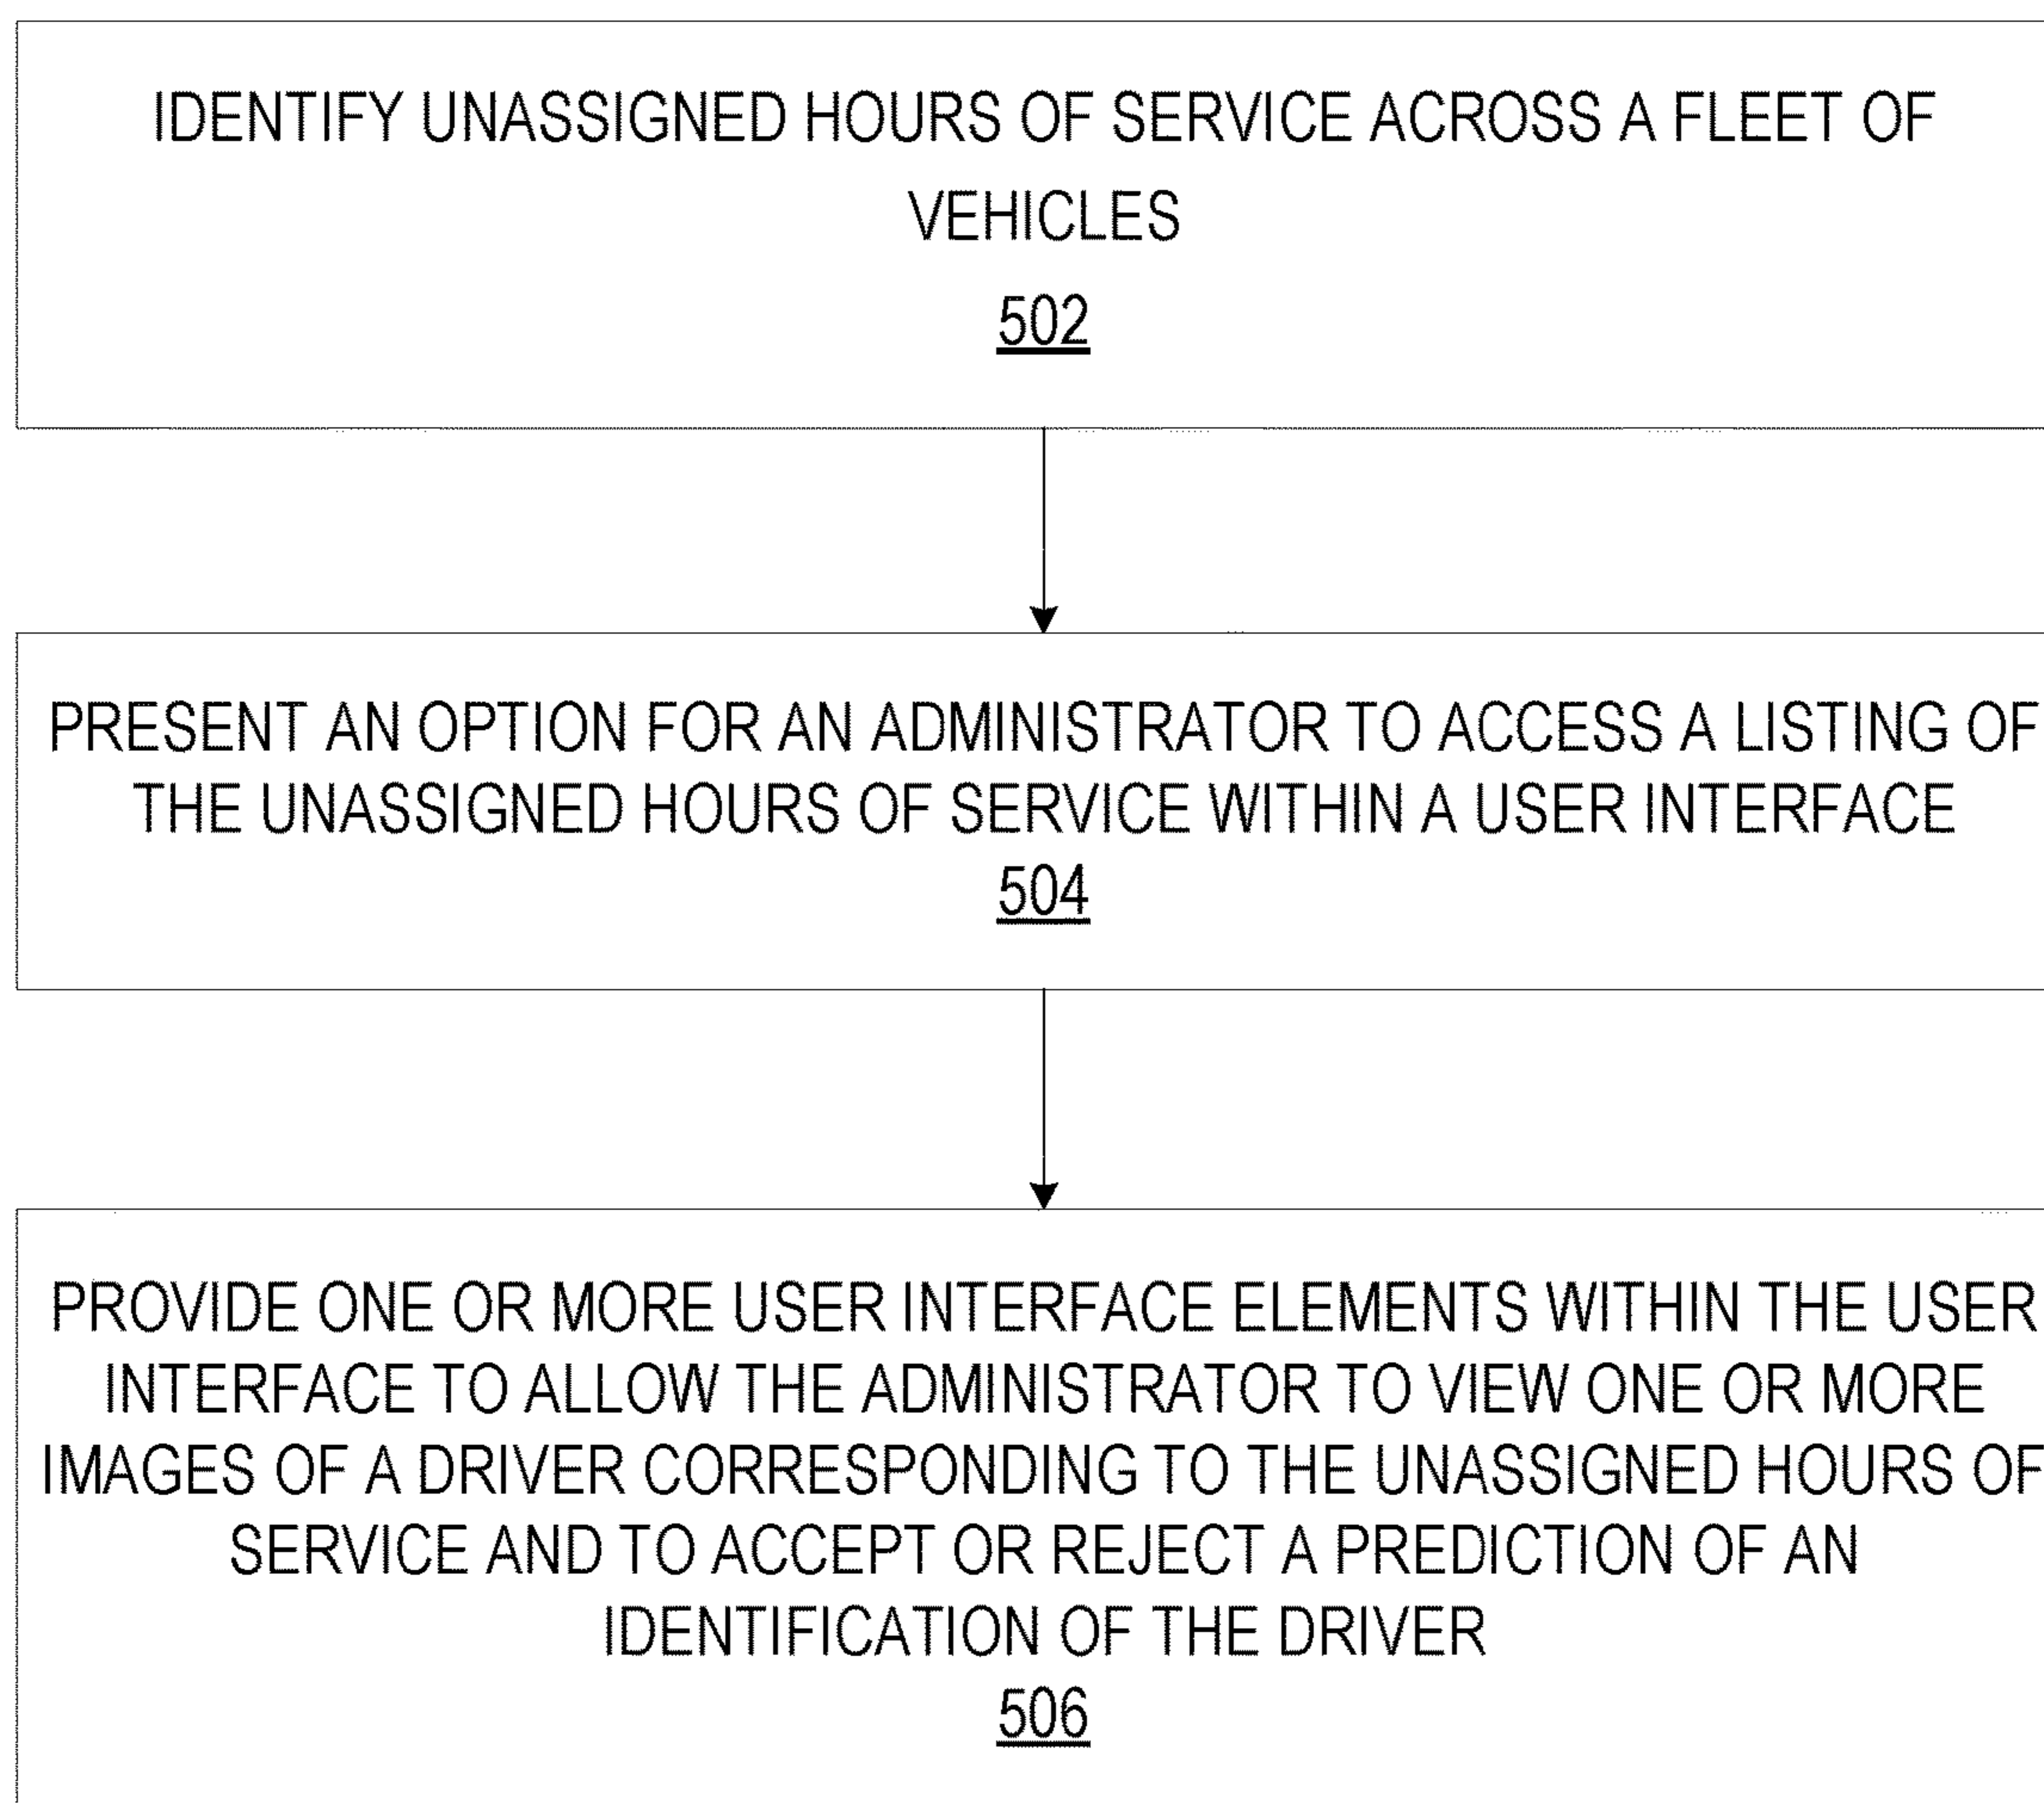 IDENTIFY UNASSIGNED HOURS OF SERVICE ACROSS A FLEET OF
VEHICLES
502
PRESENT AN OPTION FOR AN ADMINISTRATOR TO ACCESS A LISTING OF
THE UNASSIGNED HOURS OF SERVICE WITHIN A USER INTERFACE
504
PROVIDE ONE OR MORE USER INTERFACE ELEMENTS WITHIN THE USER
INTERFACE TO ALLOW THE ADMINISTRATOR TO VIEW ONE OR MORE
IMAGES OF A DRIVER CORRESPONDING TO THE UNASSIGNED HOURS OF
SERVICE AND TO ACCEPT OR REJECT A PREDICTION OF AN
IDENTIFICATION OF THE DRIVER
506